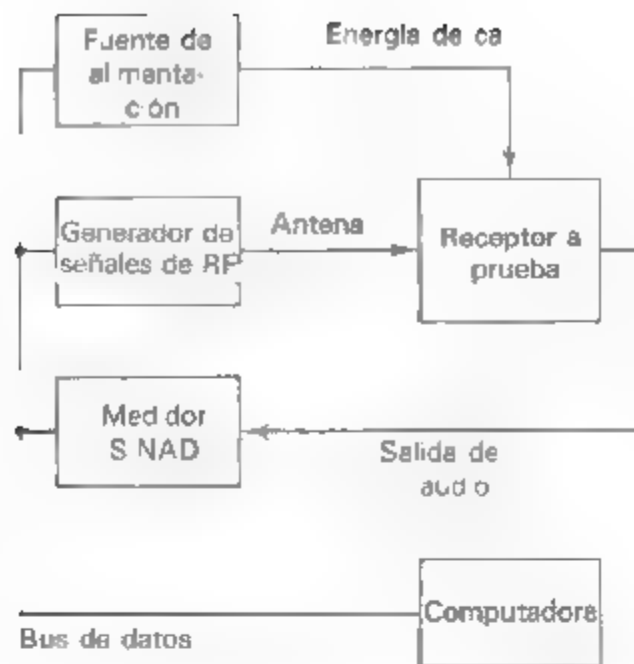 Fuente de
alimenta-
ción
Energía de ca
Generador de
señales de RF
Antena
Receptor a
prueba
Medidor
SINAD
Salida de
audio
Computadora
Bus de datos